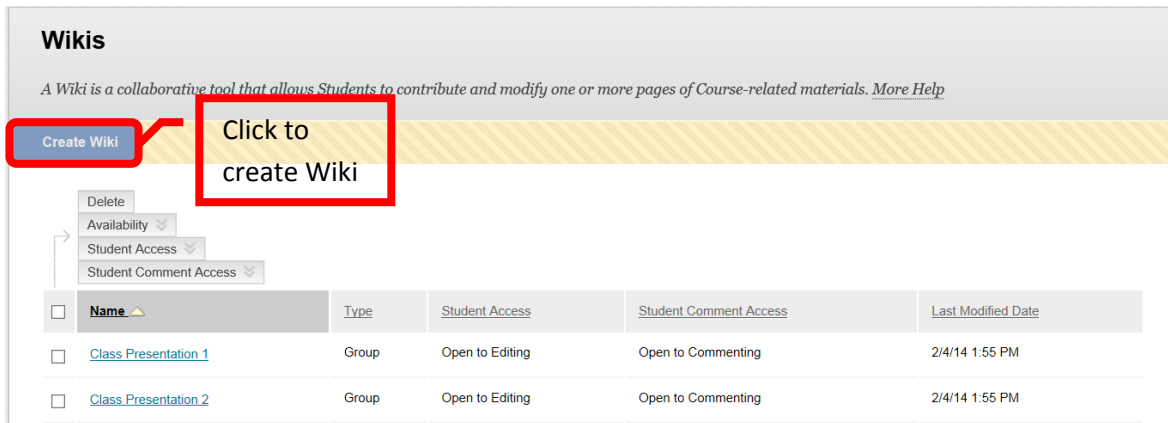 Wikis
A Wiki is a collaborative tool that allows Students to contribute and modify one or more pages of Course-related materials. More Help
Create Wiki
Click to
create Wiki
Delete
Availability
Student Access
Student Comment Access
Name Type Student Access Student Comment Access Last Modified Date
Class Presentation 1 Group Open to Editing Open to Commenting 2/4/14 1:55 PM
Class Presentation 2 Group Open to Editing Open to Commenting 2/4/14 1:55 PM